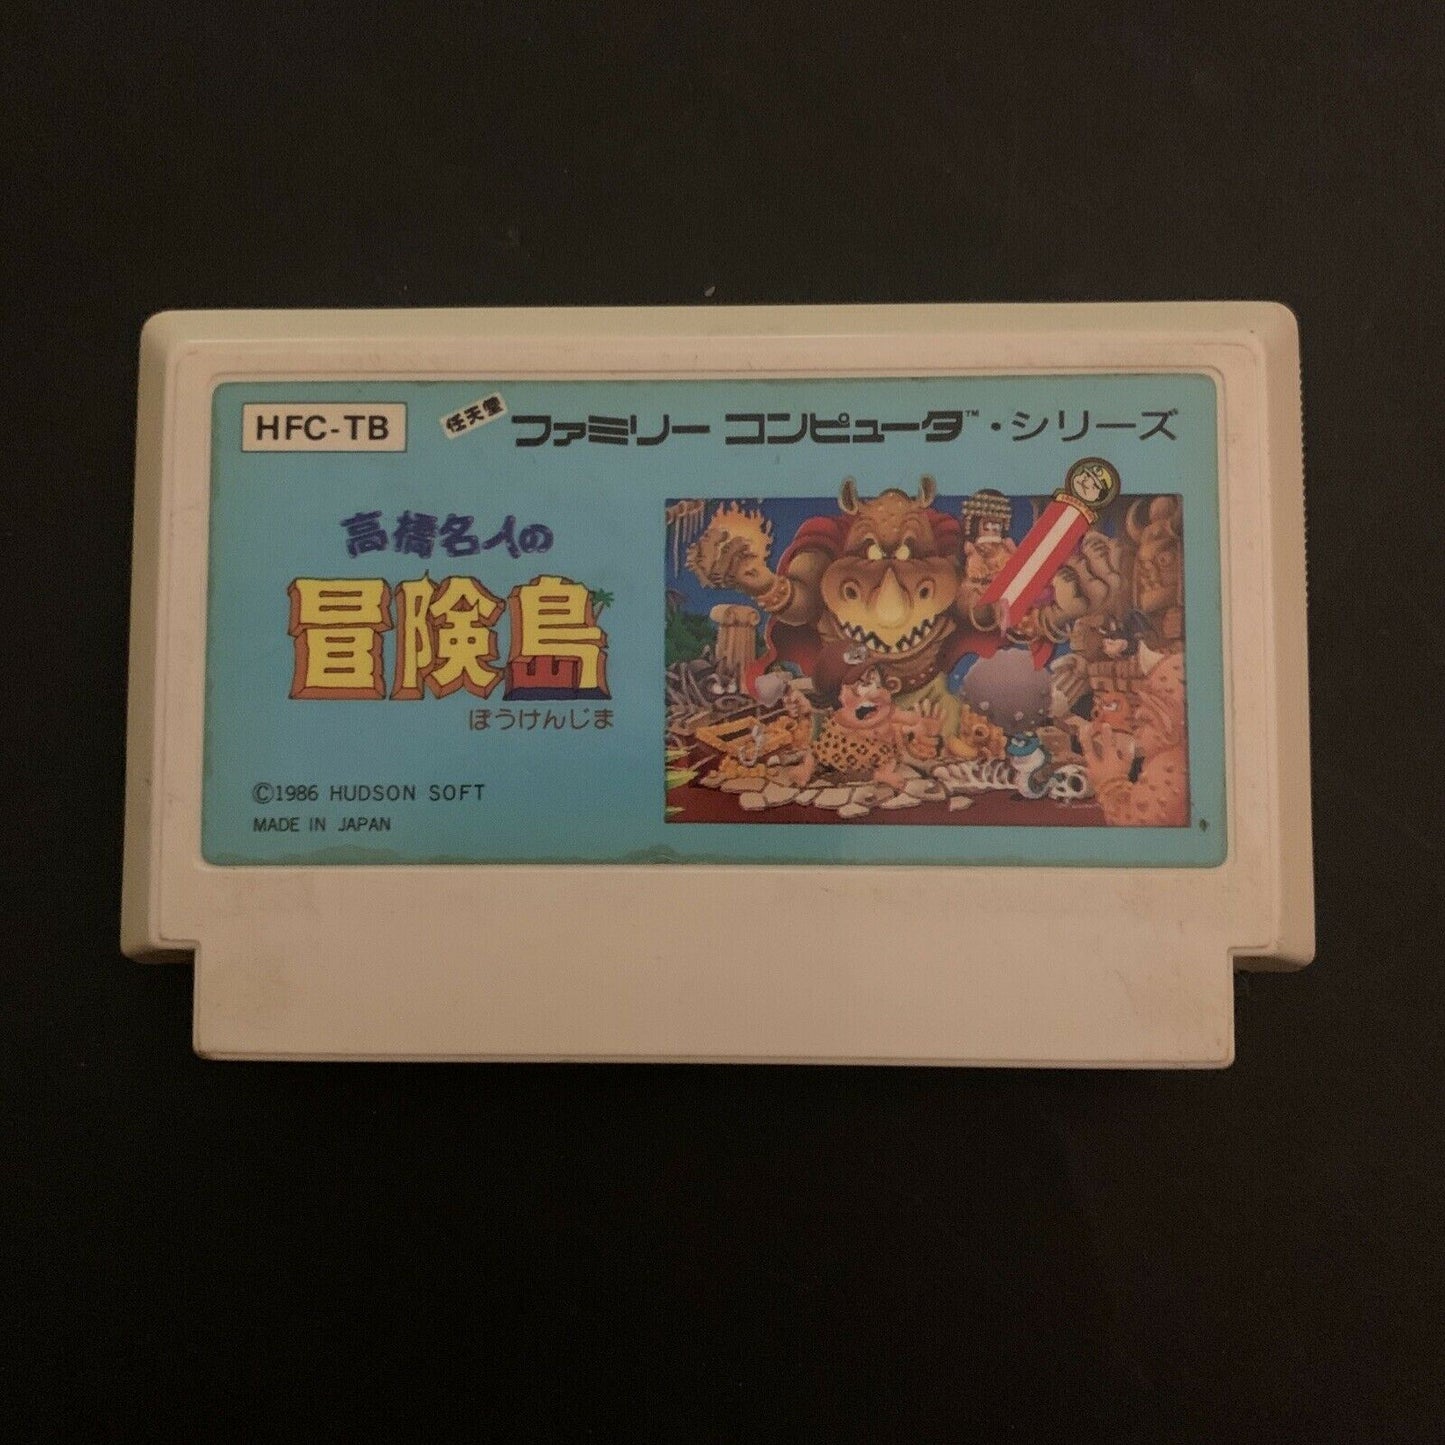 HFC-TB
任天堂 ファミリー コンピュータ™・シリーズ
高橋名人の
冒険島
ぼうけんじま
©1986 HUDSON SOFT
MADE IN JAPAN